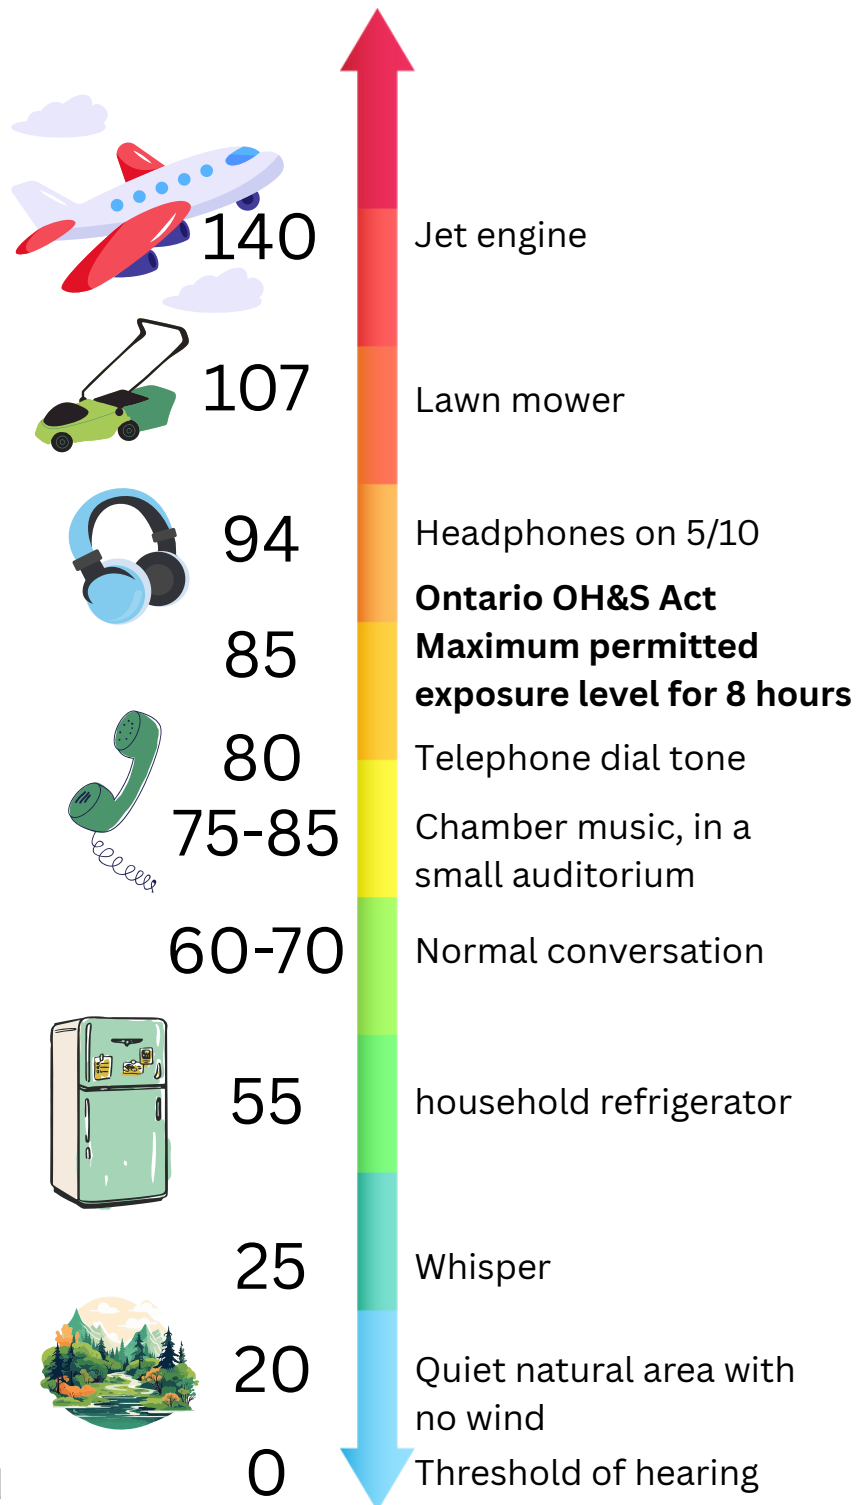 140 Jet engine
107 Lawn mower
94 Headphones on 5/10
Ontario OH&S Act
85 Maximum permitted
exposure level for 8 hours
80 Telephone dial tone
75-85 Chamber music, in a
small auditorium
60-70 Normal conversation
55 household refrigerator
25 Whisper
20 Quiet natural area with
no wind
0 Threshold of hearing